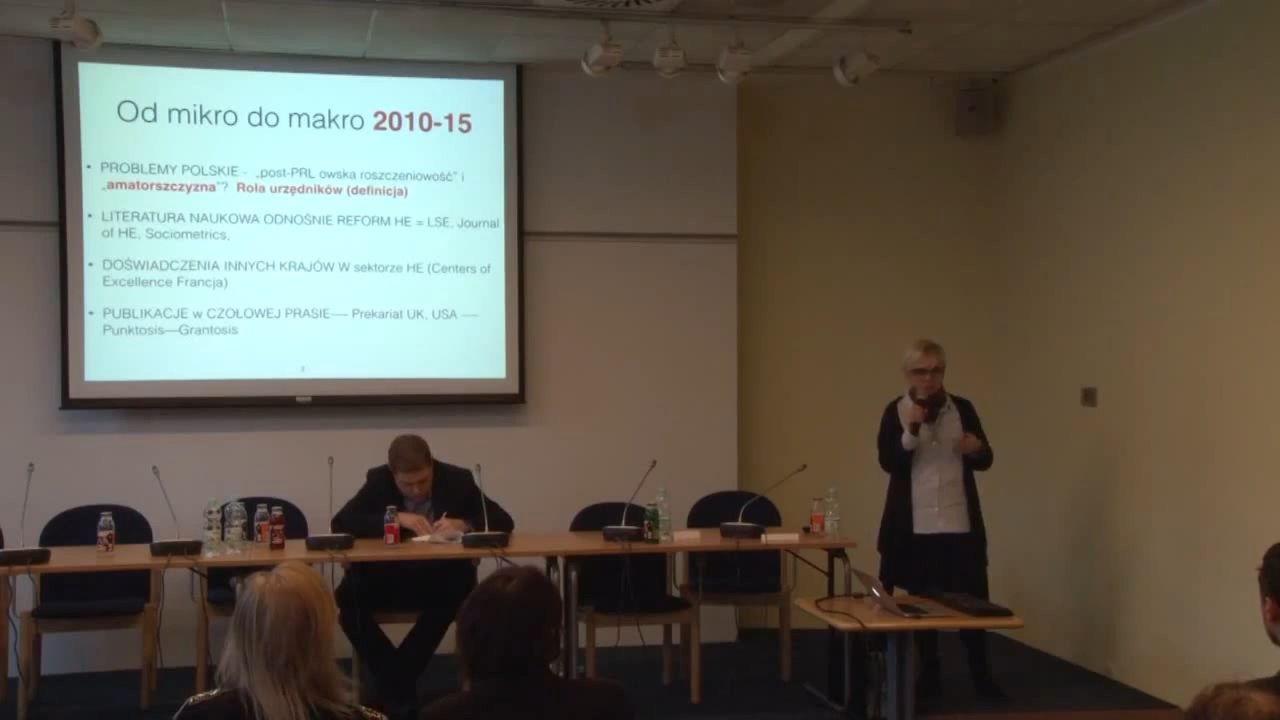 Od mikro do makro 2010-15
• PROBLEMY POLSKIE - „post-PRL owska roszczeniowość" i
„amatorszczyzna"? Rola urzędników (definicja)
• LITERATURA NAUKOWA ODNOŚNIE REFORM HE = LSE, Journal
of HE, Sociometrics,
• DOŚWIADCZENIA INNYCH KRAJÓW W sektorze HE (Centers of
Excellence Francja)
• PUBLIKACJE w CZOŁOWEJ PRASIE—- Prekariat UK, USA —-
Punktosis—Grantosis